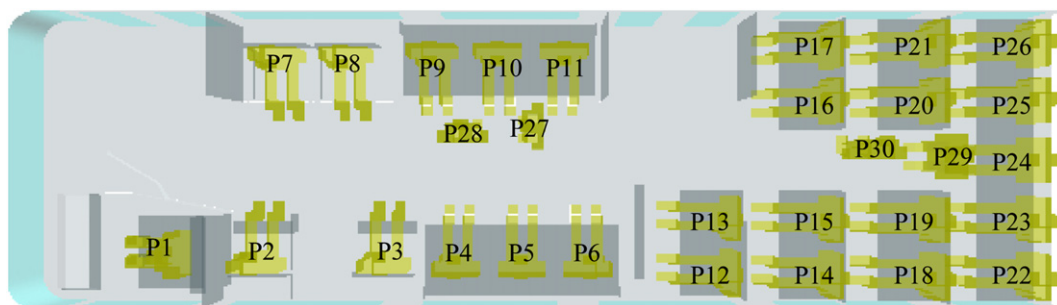 P17 P21 P26
P7 P8 P9 P10 P11
P16 P20 P25
P28 P27
P30 P29 P24
P13 P15 P19 P23
P1 P2 P3 P4 P5 P6
P12 P14 P18 P22